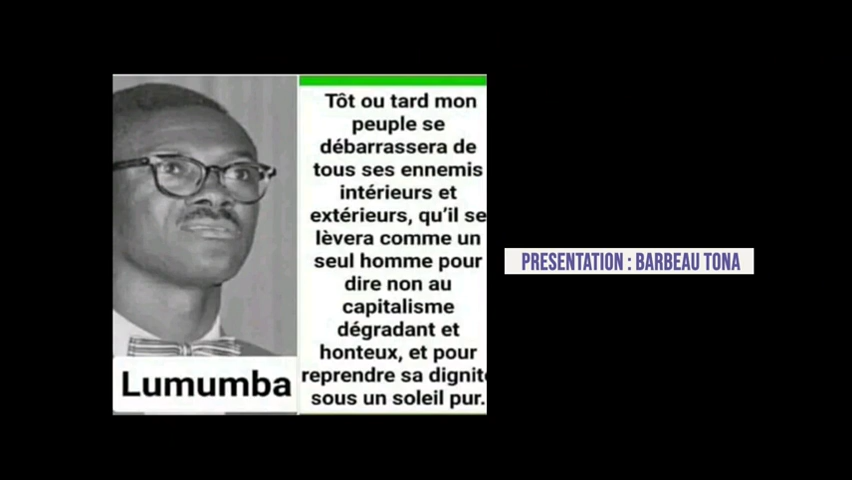 Tôt ou tard mon
peuple se
débarrassera de
tous ses ennemis
intérieurs et
extérieurs, qu'il se
lèvera comme un
seul homme pour
dire non au
capitalisme
dégradant et
honteux, et pour
reprendre sa dignité
sous un soleil pur.
Lumumba
PRESENTATION : BARBEAU TONA